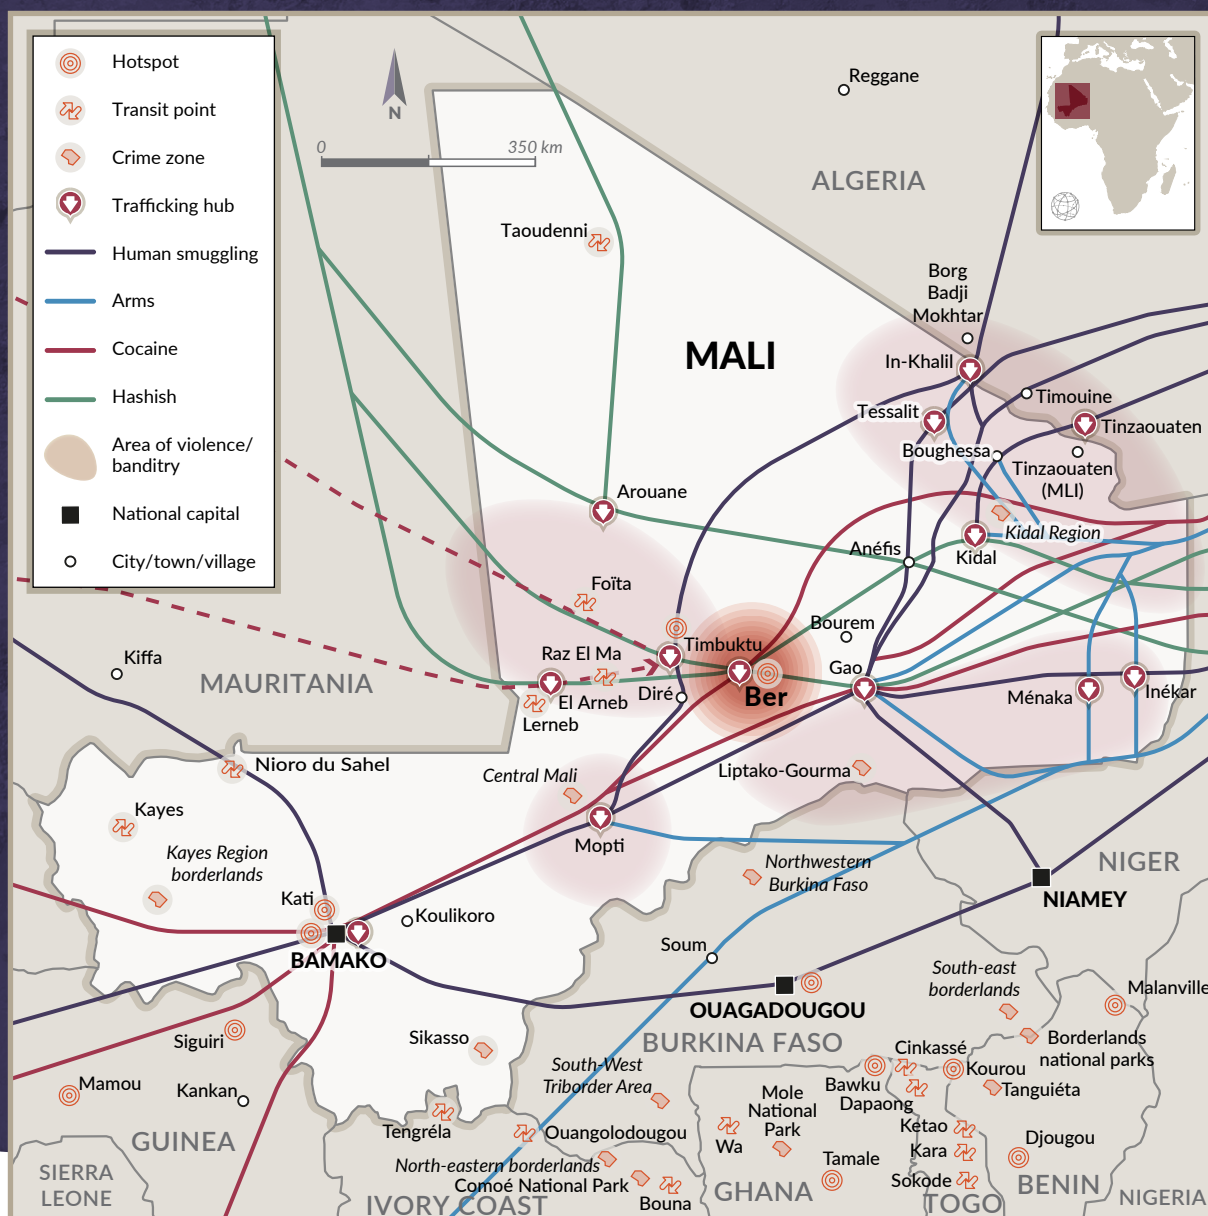 Hotspot
Transit point
Crime zone
Trafficking hub
Human smuggling
Arms
Cocaine
Hashish
Area of violence/
banditry
National capital
City/town/village
N
0
350 km
Reggane
ALGERIA
Taoudenni
MALI
Borg
Badji
Mokhtar
In-Khalil
Timouine
Tessalit
Tinzaouaten
Boughessa
Tinzaouaten
(MLI)
Arouane
Kidal Region
Anéfis
Kidal
Foïta
Bourem
Timbuktu
Raz El Ma
Gao
Kiffa
MAURITANIA
Diré
Ber
Ménaka
Inékar
El Arneb
Lerneb
Nioro du Sahel
Central Mali
Liptako-Gourma
Kayes
Mopti
Kayes Region
borderlands
Northwestern
Burkina Faso
NIGER
NIAMEY
Kati
Koulikoro
BAMAKO
Soum
South-east
borderlands
Malanville
OUAGADOUGOU
BURKINA FASO
Siguiri
Sikasso
Borderlands
national parks
Cinkassé
Kourou
South-West
Triborder Area
Mamou
Kankan
Bawku
Dapaong
Tanguiéta
Mole
National
Park
Tengréla
Ouangolodougou
Wa
Ketao
Kara
Djougou
GUINEA
North-eastern borderlands
Comoé National Park
Tamale
Sokode
SIERRA
LEONE
IVORY COAST
Bouna
GHANA
TOGO
BENIN
NIGERIA